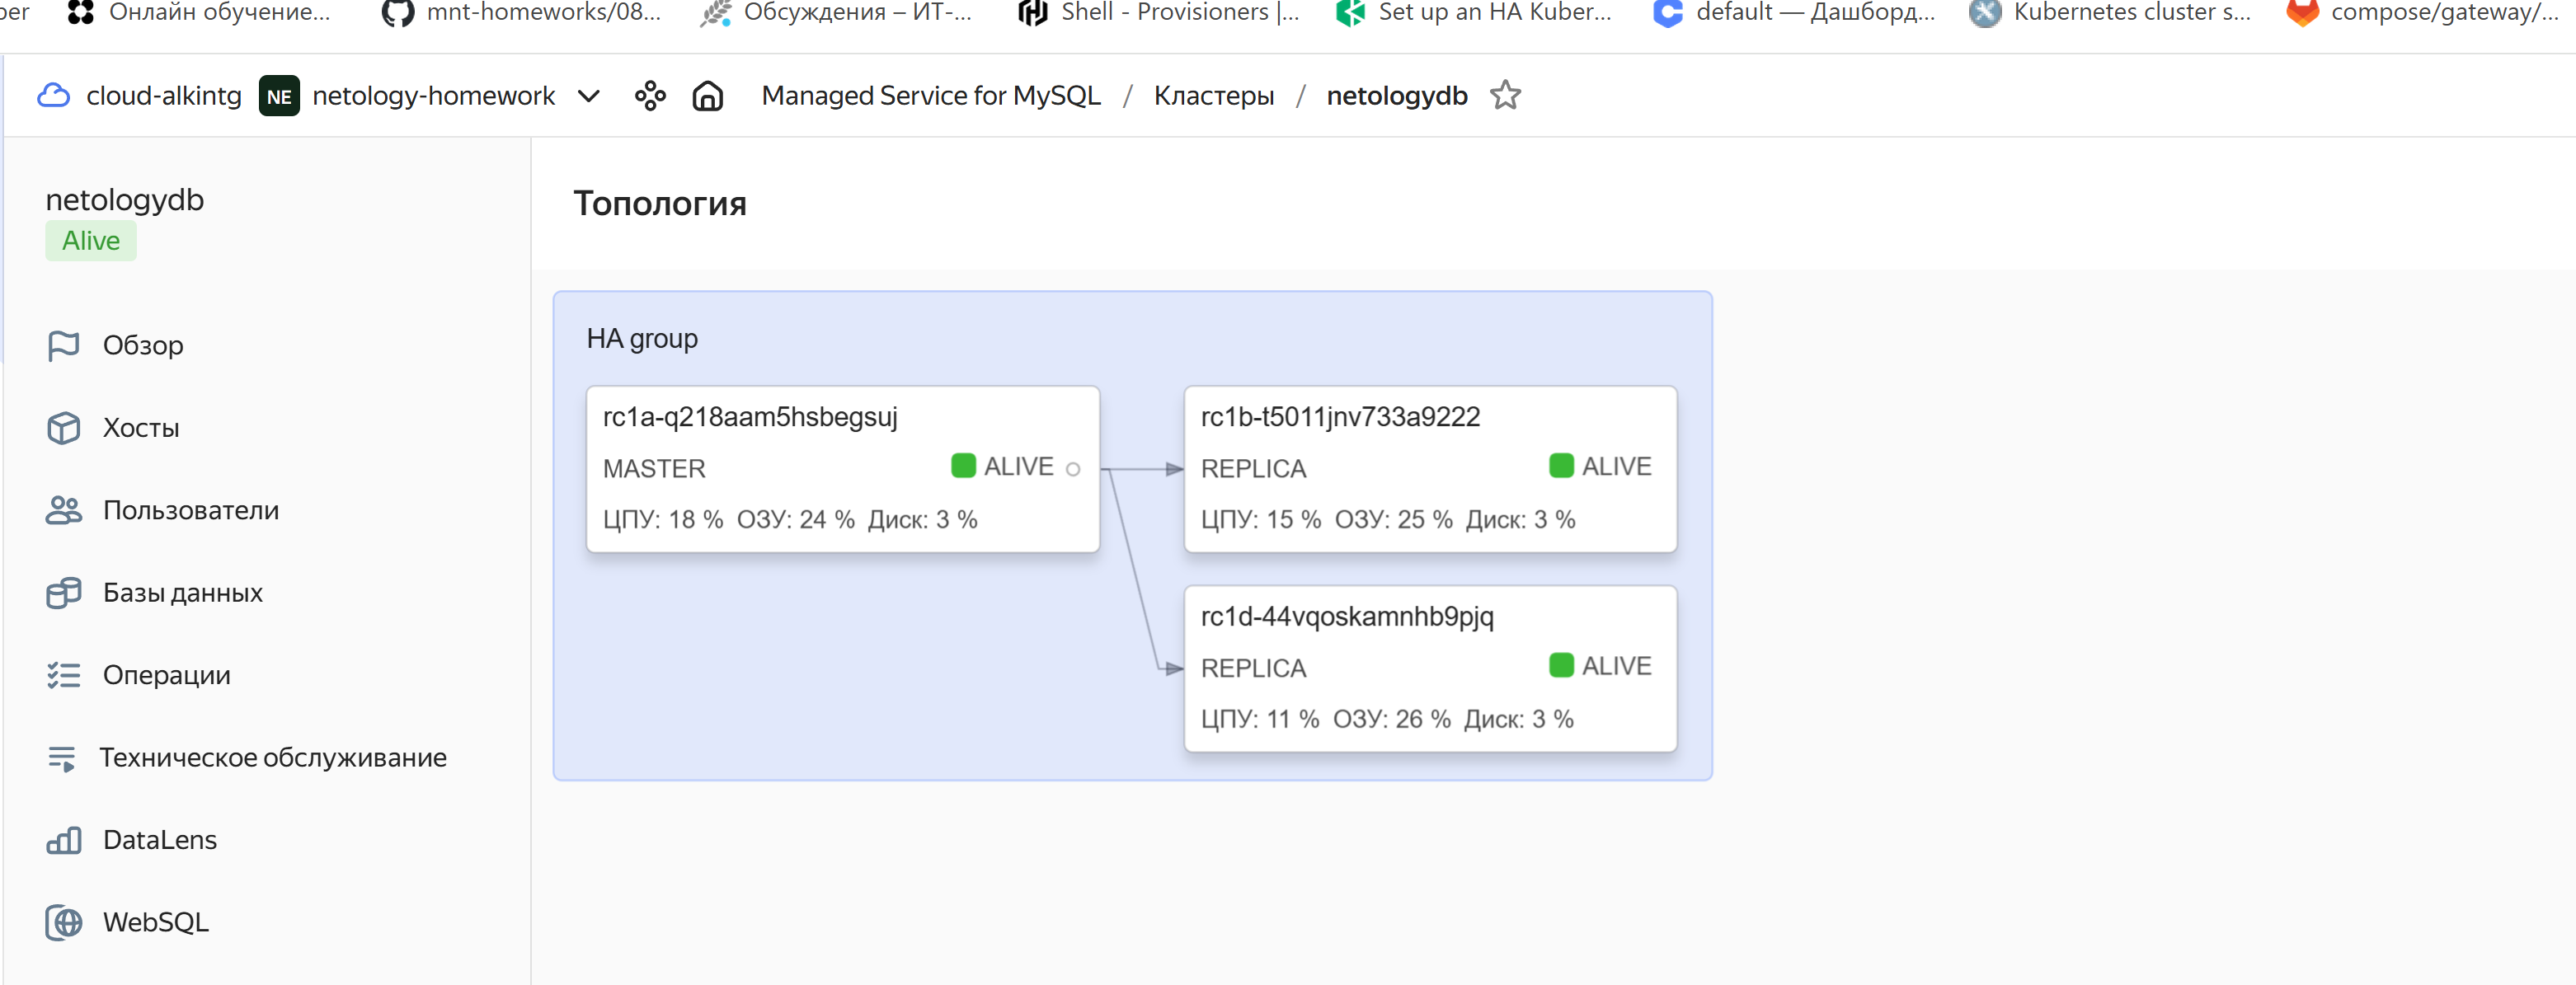 per Онлайн обучение... mnt-homeworks/08... Обсуждения – ИТ-... Shell - Provisioners |... Set up an HA Kuber... default — Дашборд... Kubernetes cluster s... compose/gateway/...
cloud-alkintg NE netology-homework Managed Service for MySQL / Кластеры / netologydb
netologydb
Alive
Обзор
Хосты
Пользователи
Базы данных
Операции
Техническое обслуживание
DataLens
WebSQL
Топология
HA group
rc1a-q218aam5hsbegsuj
MASTER ALIVE
ЦПУ: 18 % ОЗУ: 24 % Диск: 3 %
rc1b-t5011jnv733a9222
REPLICA ALIVE
ЦПУ: 15 % ОЗУ: 25 % Диск: 3 %
rc1d-44vqoskamnhb9pjq
REPLICA ALIVE
ЦПУ: 11 % ОЗУ: 26 % Диск: 3 %